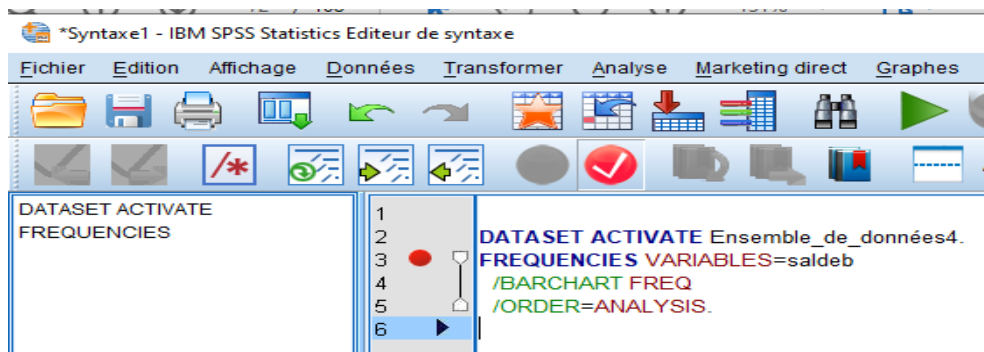 *Syntaxe1 - IBM SPSS Statistics Editeur de syntaxe
Fichier Edition Affichage Données Transformer Analyse Marketing direct Graphes
/*
DATASET ACTIVATE
FREQUENCIES
1
2 DATASET ACTIVATE Ensemble_de_données4.
3 FREQUENCIES VARIABLES=saldeb
4 /BARCHART FREQ
5 /ORDER=ANALYSIS.
6